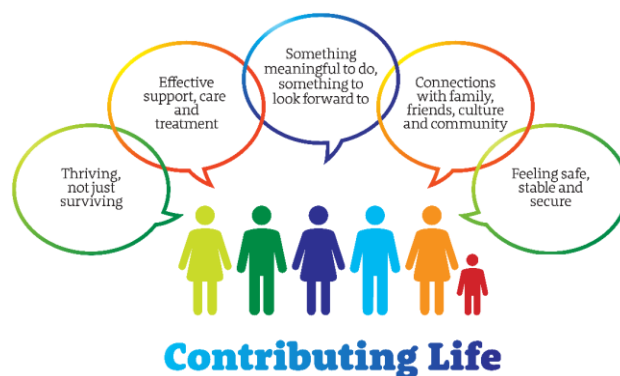 Thriving,
not just
surviving
Effective
support, care
and
treatment
Something
meaningful to do,
something to
look forward to
Connections
with family,
friends, culture
and community
Feeling safe,
stable and
secure
Contributing Life